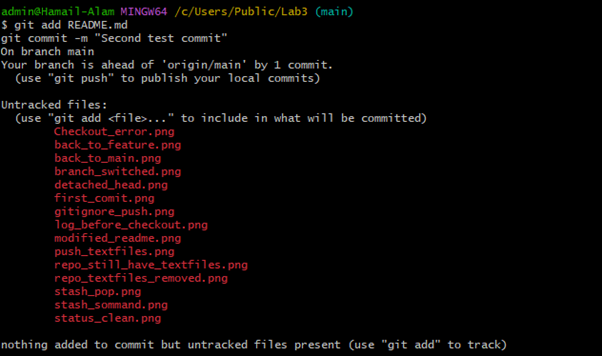 admin@Hamail-Alam MINGW64 /c/Users/Public/Lab3 (main)
$ git add README.md
git commit -m "Second test commit"
On branch main
Your branch is ahead of 'origin/main' by 1 commit.
  (use "git push" to publish your local commits)

Untracked files:
  (use "git add <file>..." to include in what will be committed)
        Checkout_error.png
        back_to_feature.png
        back_to_main.png
        branch_switched.png
        detached_head.png
        first_comit.png
        gitignore_push.png
        log_before_checkout.png
        modified_readme.png
        push_textfiles.png
        repo_still_have_textfiles.png
        repo_textfiles_removed.png
        stash_pop.png
        stash_sommand.png
        status_clean.png

nothing added to commit but untracked files present (use "git add" to track)